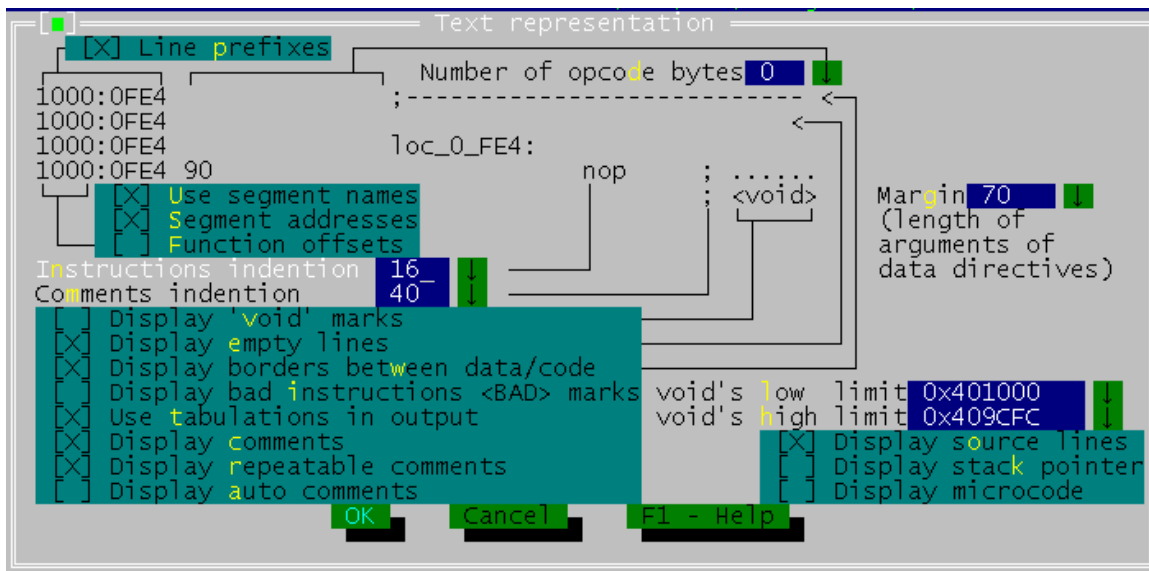 [■] Text representation
[X] Line prefixes
Number of opcode bytes 0 ↓
1000:0FE4 ;---------------------------- <
1000:0FE4 <
1000:0FE4 loc_0_FE4:
1000:0FE4 90 nop ; ......
[X] Use segment names ; <void> Margin 70 ↓
[X] Segment addresses (length of
[ ] Function offsets arguments of
Instructions indention 16_ ↓ data directives)
Comments indention 40 ↓
[ ] Display 'void' marks
[X] Display empty lines
[X] Display borders between data/code
[ ] Display bad instructions <BAD> marks void's low limit 0x401000 ↓
[X] Use tabulations in output void's high limit 0x409CFC ↓
[X] Display comments [X] Display source lines
[X] Display repeatable comments [ ] Display stack pointer
[ ] Display auto comments [ ] Display microcode
OK Cancel F1 - Help